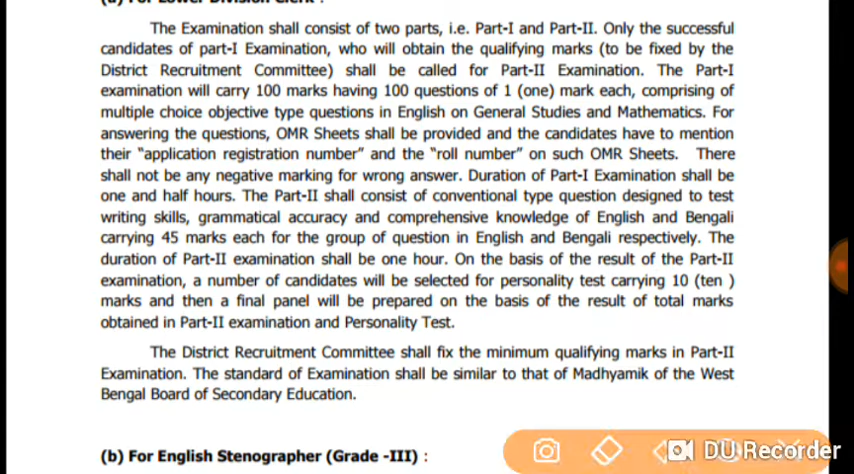 (a) For Lower Division Clerk :
The Examination shall consist of two parts, i.e. Part-I and Part-II. Only the successful
candidates of part-I Examination, who will obtain the qualifying marks (to be fixed by the
District Recruitment Committee) shall be called for Part-II Examination. The Part-I
examination will carry 100 marks having 100 questions of 1 (one) mark each, comprising of
multiple choice objective type questions in English on General Studies and Mathematics. For
answering the questions, OMR Sheets shall be provided and the candidates have to mention
their “application registration number” and the “roll number” on such OMR Sheets. There
shall not be any negative marking for wrong answer. Duration of Part-I Examination shall be
one and half hours. The Part-II shall consist of conventional type question designed to test
writing skills, grammatical accuracy and comprehensive knowledge of English and Bengali
carrying 45 marks each for the group of question in English and Bengali respectively. The
duration of Part-II examination shall be one hour. On the basis of the result of the Part-II
examination, a number of candidates will be selected for personality test carrying 10 (ten )
marks and then a final panel will be prepared on the basis of the result of total marks
obtained in Part-II examination and Personality Test.
The District Recruitment Committee shall fix the minimum qualifying marks in Part-II
Examination. The standard of Examination shall be similar to that of Madhyamik of the West
Bengal Board of Secondary Education.
(b) For English Stenographer (Grade -III) :
DU Recorder